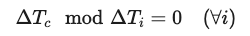 ΔT_c mod ΔT_i = 0 (∀i)